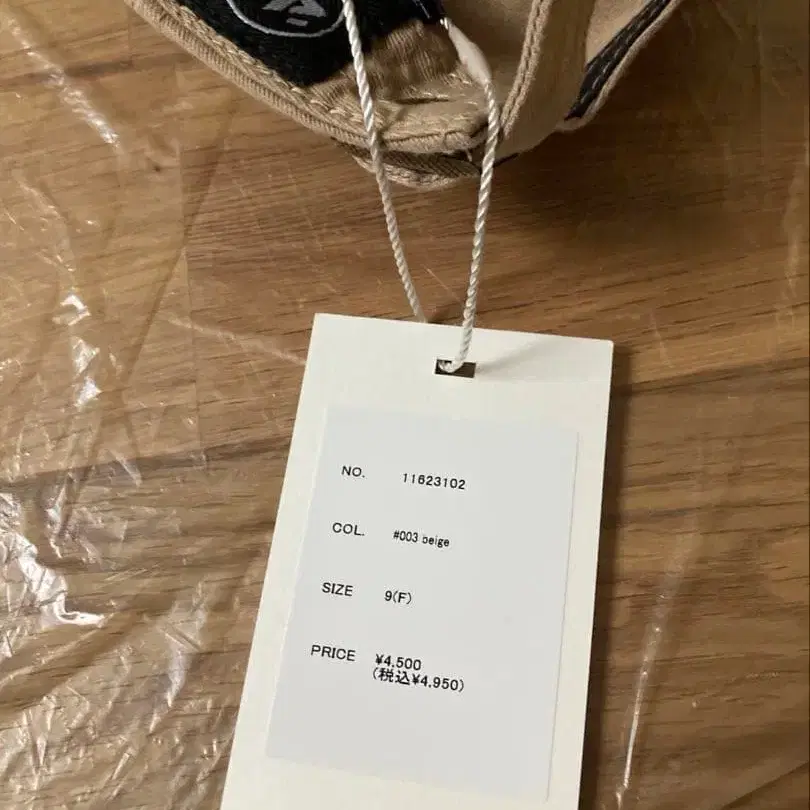 NO. 11623102
COL. #003 beige
SIZE 9(F)
PRICE ¥4,500
(税込¥4,950)